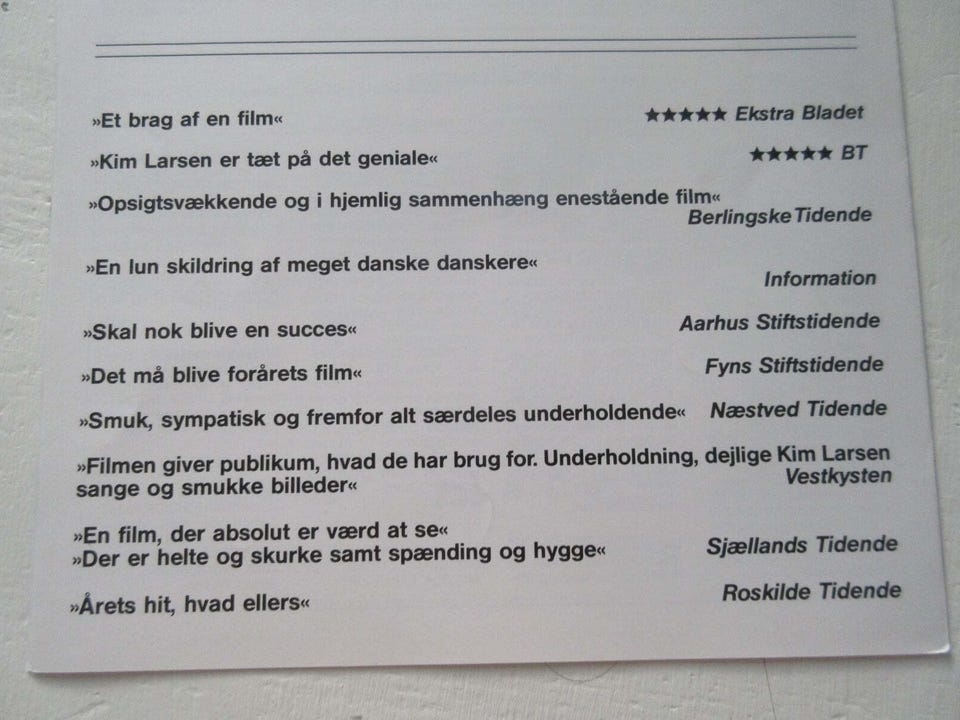 »Et brag af en film« ★★★★★ Ekstra Bladet
»Kim Larsen er tæt på det geniale« ★★★★★ BT
»Opsigtsvækkende og i hjemlig sammenhæng enestående film«
Berlingske Tidende
»En lun skildring af meget danske danskere«
Information
»Skal nok blive en succes« Aarhus Stiftstidende
»Det må blive forårets film« Fyns Stiftstidende
»Smuk, sympatisk og fremfor alt særdeles underholdende« Næstved Tidende
»Filmen giver publikum, hvad de har brug for. Underholdning, dejlige Kim Larsen
sange og smukke billeder« Vestkysten
»En film, der absolut er værd at se«
»Der er helte og skurke samt spænding og hygge« Sjællands Tidende
»Årets hit, hvad ellers« Roskilde Tidende